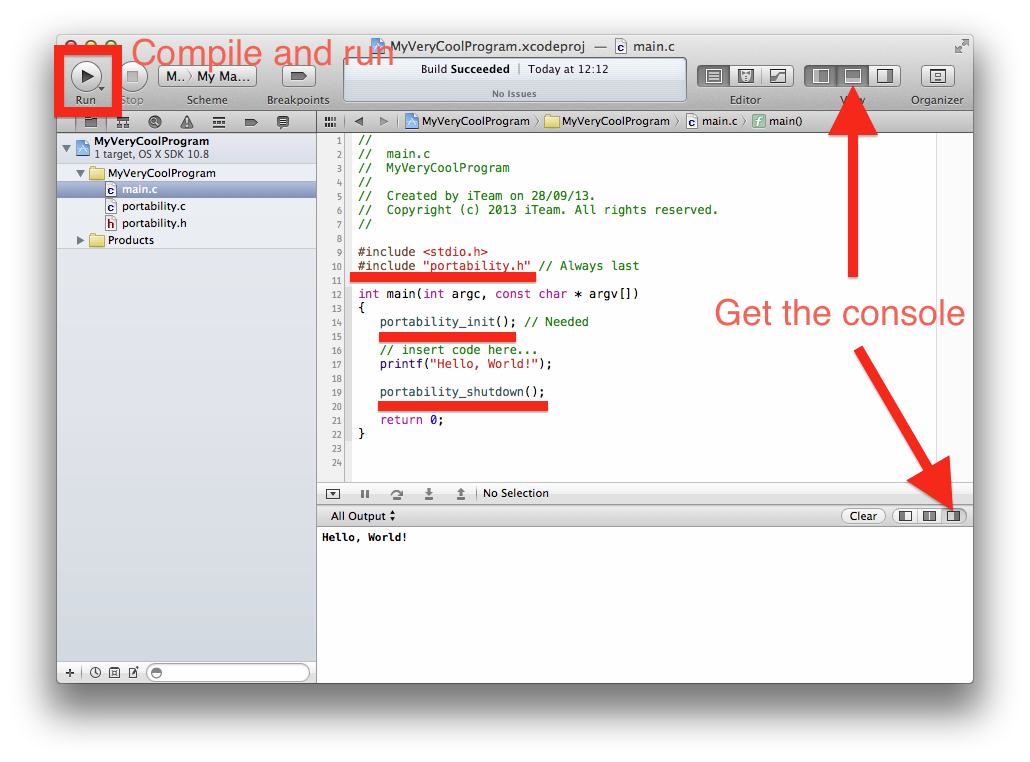 Compile and run
MyVeryCoolProgram.xcodeproj — c main.c
Run
Stop
M.. 〉 My Ma...
Scheme
Breakpoints
Build Succeeded | Today at 12:12
No Issues
Editor
View
Organizer
MyVeryCoolProgram
1 target, OS X SDK 10.8
MyVeryCoolProgram
c main.c
c portability.c
h portability.h
Products
MyVeryCoolProgram 〉 MyVeryCoolProgram 〉 c main.c 〉 f main()
1 //
2 // main.c
3 // MyVeryCoolProgram
4 //
5 // Created by iTeam on 28/09/13.
6 // Copyright (c) 2013 iTeam. All rights reserved.
7 //
8
9 #include <stdio.h>
10 #include "portability.h" // Always last
11
12 int main(int argc, const char * argv[])
13 {
14 portability_init(); // Needed
15
16 // insert code here...
17 printf("Hello, World!");
18
19 portability_shutdown();
20
21 return 0;
22 }
23
24
Get the console
No Selection
All Output
Clear
Hello, World!